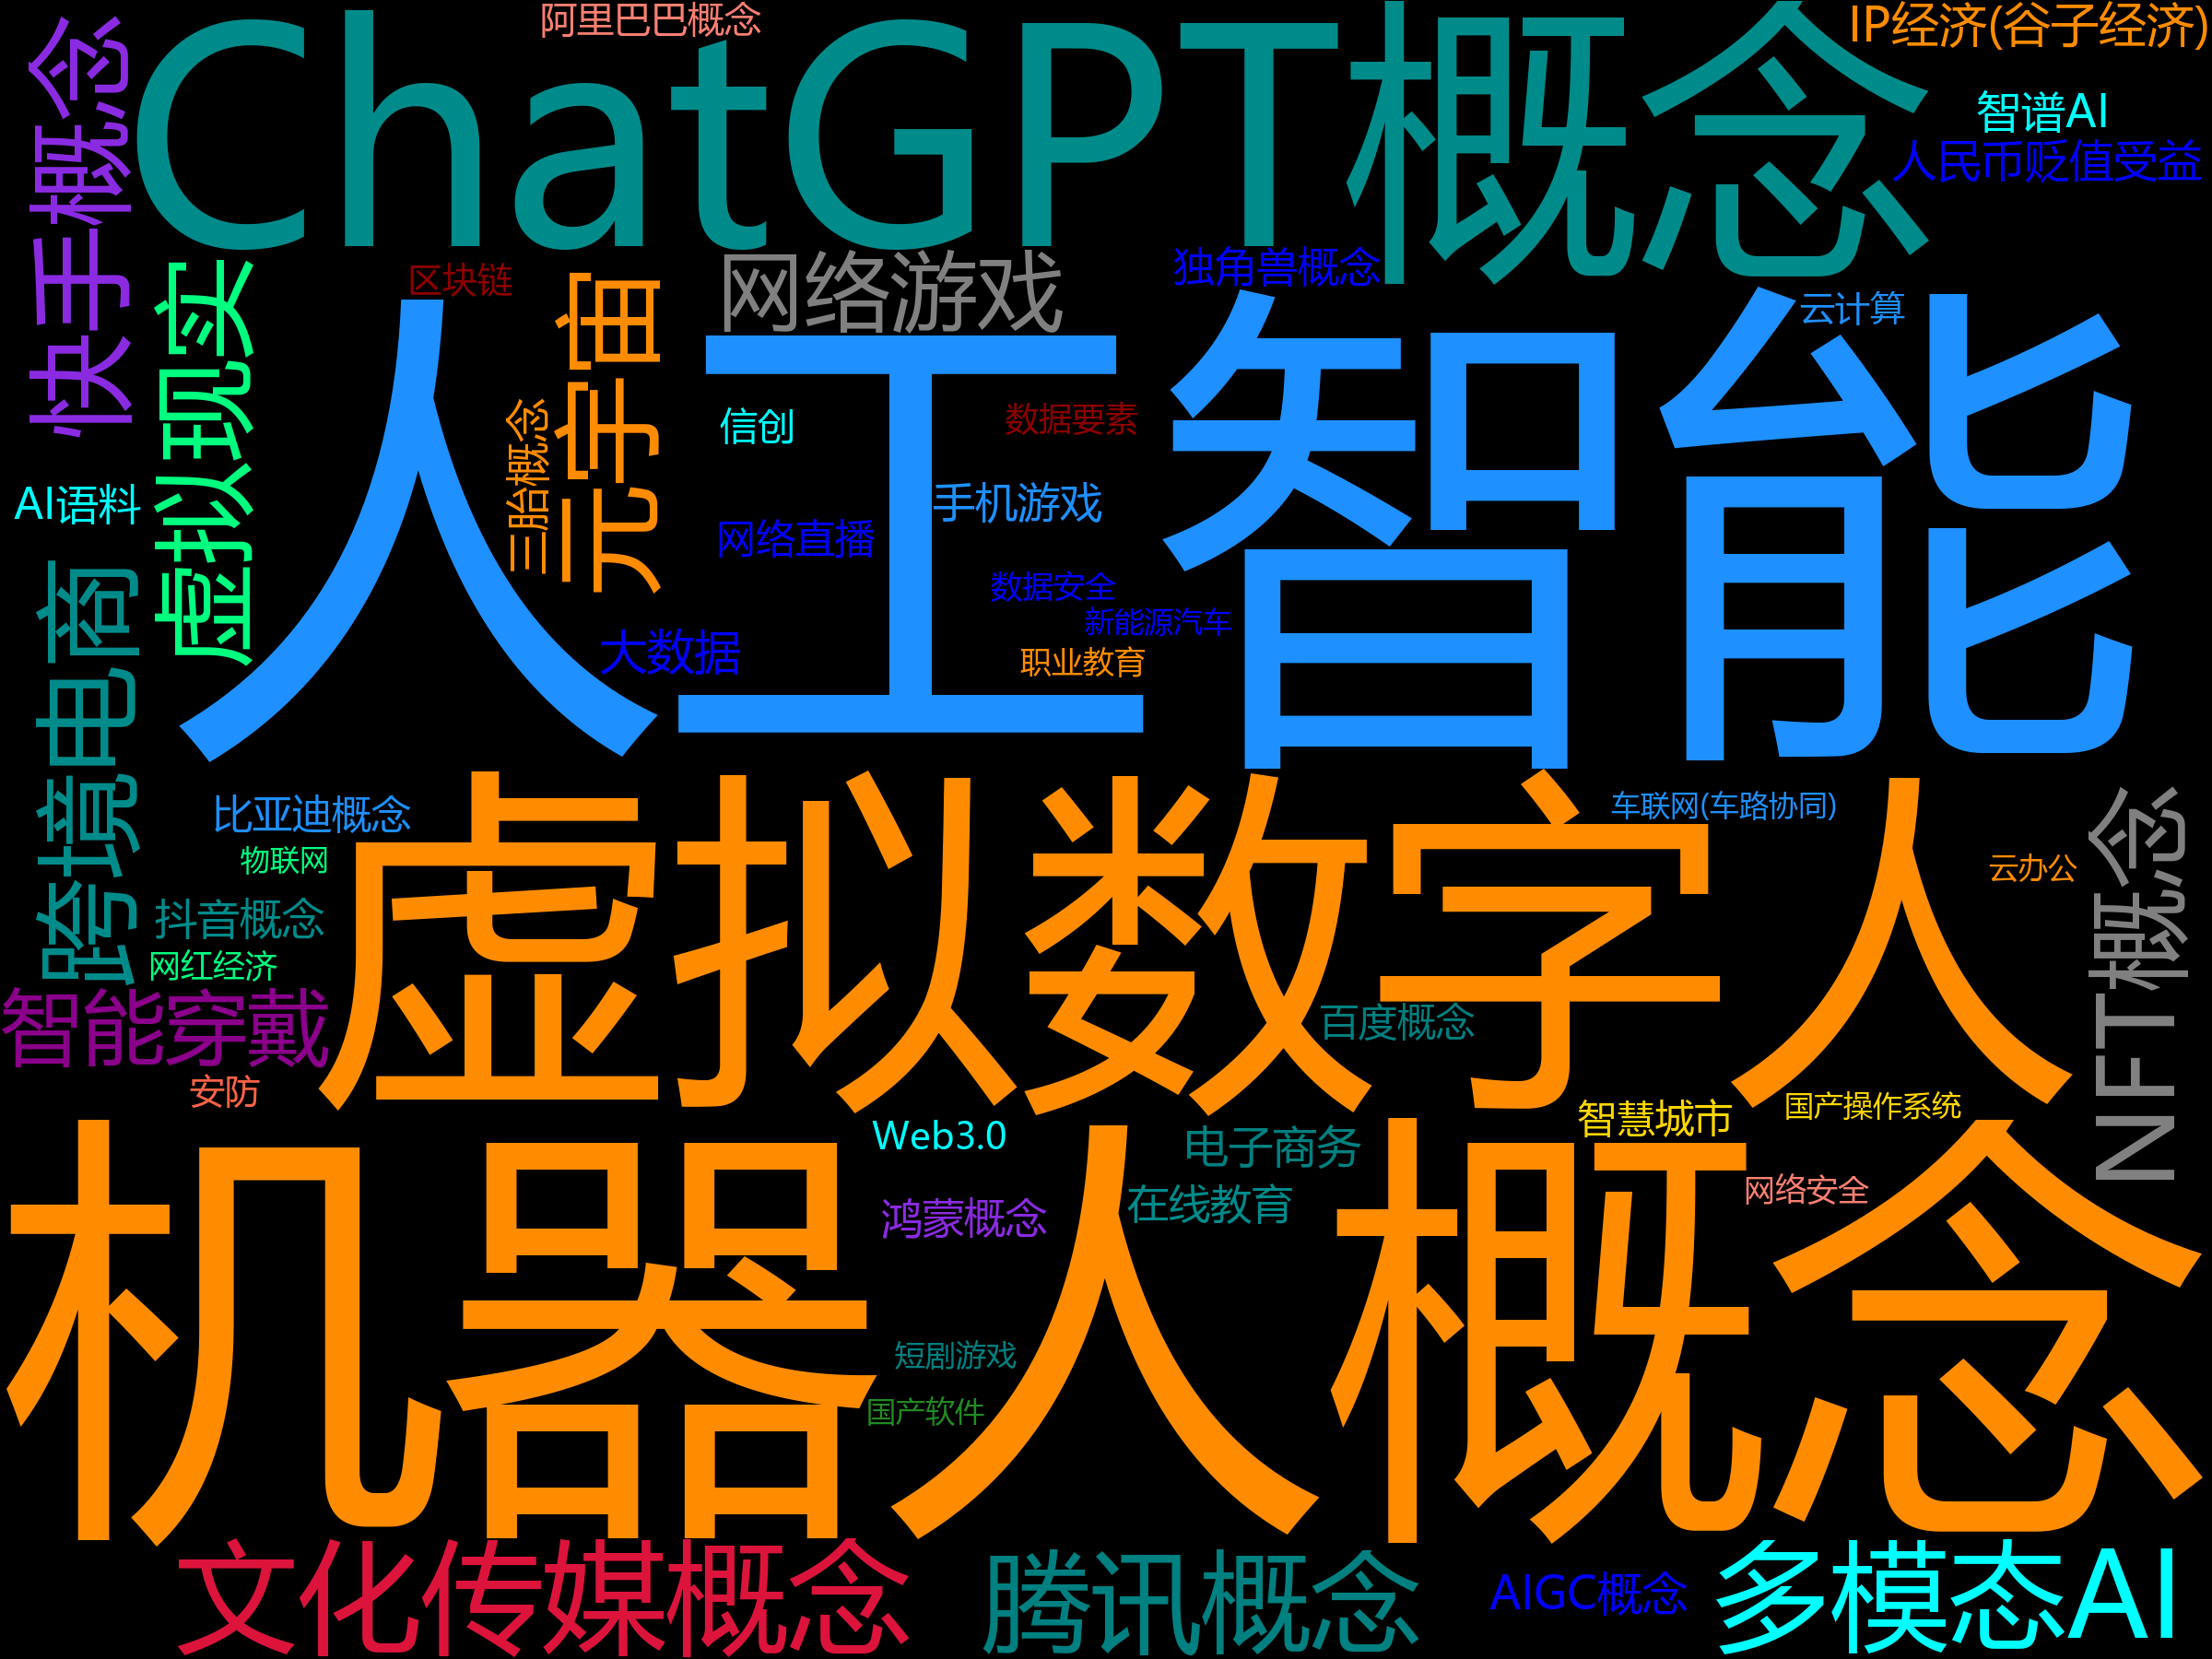 阿里巴巴概念
IP经济(谷子经济)
ChatGPT概念
快手概念
智谱AI
人民币贬值受益
区块链
网络游戏
独角兽概念
云计算
虚拟现实
元宇宙
人工智能
三胎概念
信创
数据要素
AI语料
手机游戏
网络直播
数据安全
新能源汽车
大数据
职业教育
跨境电商
比亚迪概念
车联网(车路协同)
物联网
云办公
虚拟数字人
抖音概念
网红经济
NFT概念
智能穿戴
百度概念
安防
智慧城市
国产操作系统
Web3.0
电子商务
网络安全
鸿蒙概念
在线教育
机器人概念
短剧游戏
国产软件
文化传媒概念
腾讯概念
AIGC概念
多模态AI